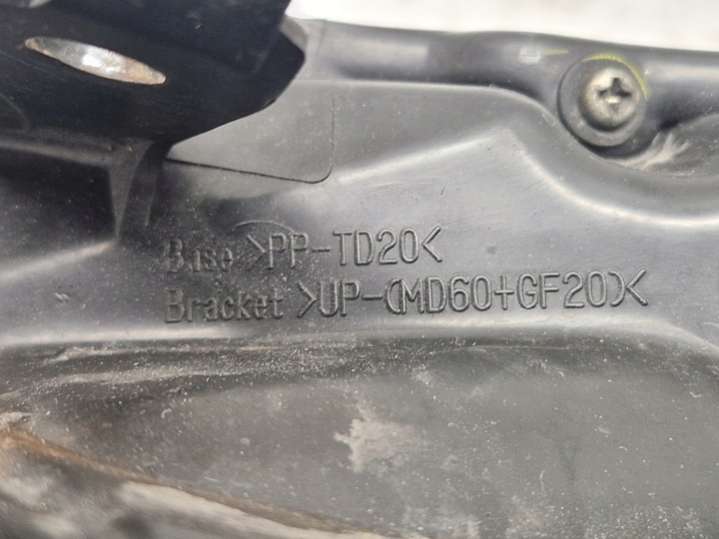 Base >PP-TD20<
Bracket >UP-(MD60+GF20)<